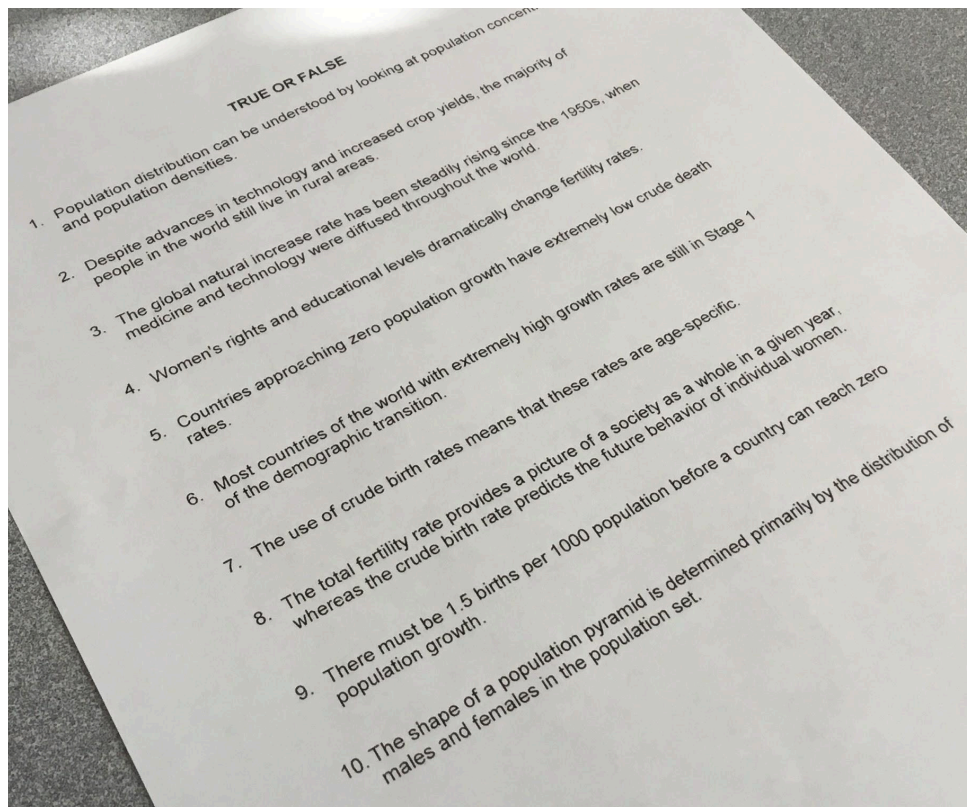 TRUE OR FALSE
1. Population distribution can be understood by looking at population
and population densities.
2. Despite advances in technology and increased crop yields, the majority of
people in the world still live in rural areas.
3. The global natural increase rate has been steadily rising since the 1950s, when
medicine and technology were diffused throughout the world.
4. Women's rights and educational levels dramatically change fertility rates.
5. Countries approaching zero population growth have extremely low crude death
rates.
6. Most countries of the world with extremely high growth rates are still in Stage 1
of the demographic transition.
7. The use of crude birth rates means that these rates are age-specific.
8. The total fertility rate provides a picture of a society as a whole in a given year,
whereas the crude birth rate predicts the future behavior of individual women.
9. There must be 1.5 births per 1000 population before a country can reach zero
population growth.
10. The shape of a population pyramid is determined primarily by the distribution of
males and females in the population set.